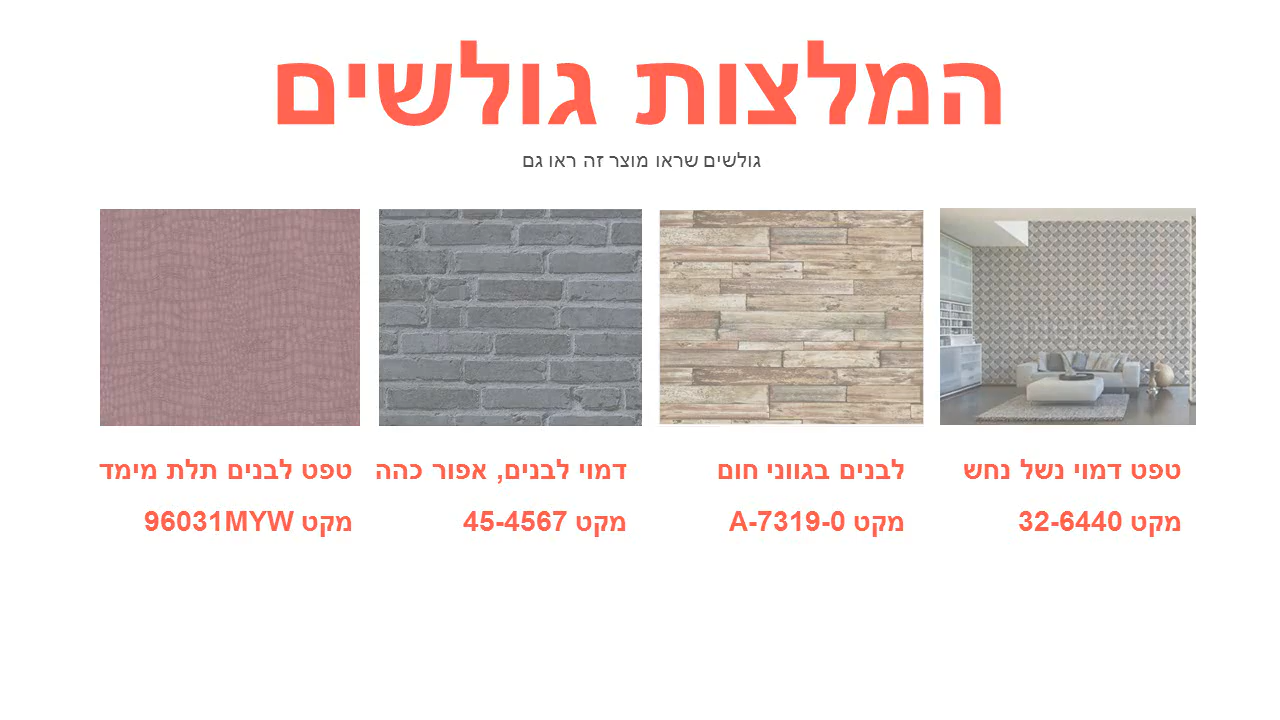 המלצות גולשים
גולשים שראו מוצר זה ראו גם
טפט דמוי נשל נחש
מקט 32-6440
לבנים בגווני חום
מקט A-7319-0
דמוי לבנים, אפור כהה
מקט 45-4567
טפט לבנים תלת מימד
מקט 96031MYW